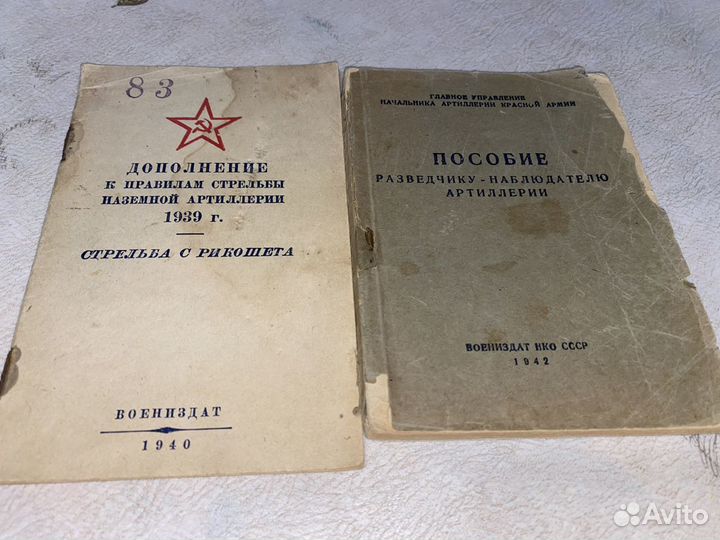 83
ДОПОЛНЕНИЕ
К ПРАВИЛАМ СТРЕЛЬБЫ
НАЗЕМНОЙ АРТИЛЛЕРИИ
1939 г.
СТРЕЛЬБА С РИКОШЕТА
ВОЕНИЗДАТ
1940
ГЛАВНОЕ УПРАВЛЕНИЕ
НАЧАЛЬНИКА АРТИЛЛЕРИИ КРАСНОЙ АРМИИ
ПОСОБИЕ
РАЗВЕДЧИКУ-НАБЛЮДАТЕЛЮ
АРТИЛЛЕРИИ
ВОЕНИЗДАТ НКО СССР
1942
Avito